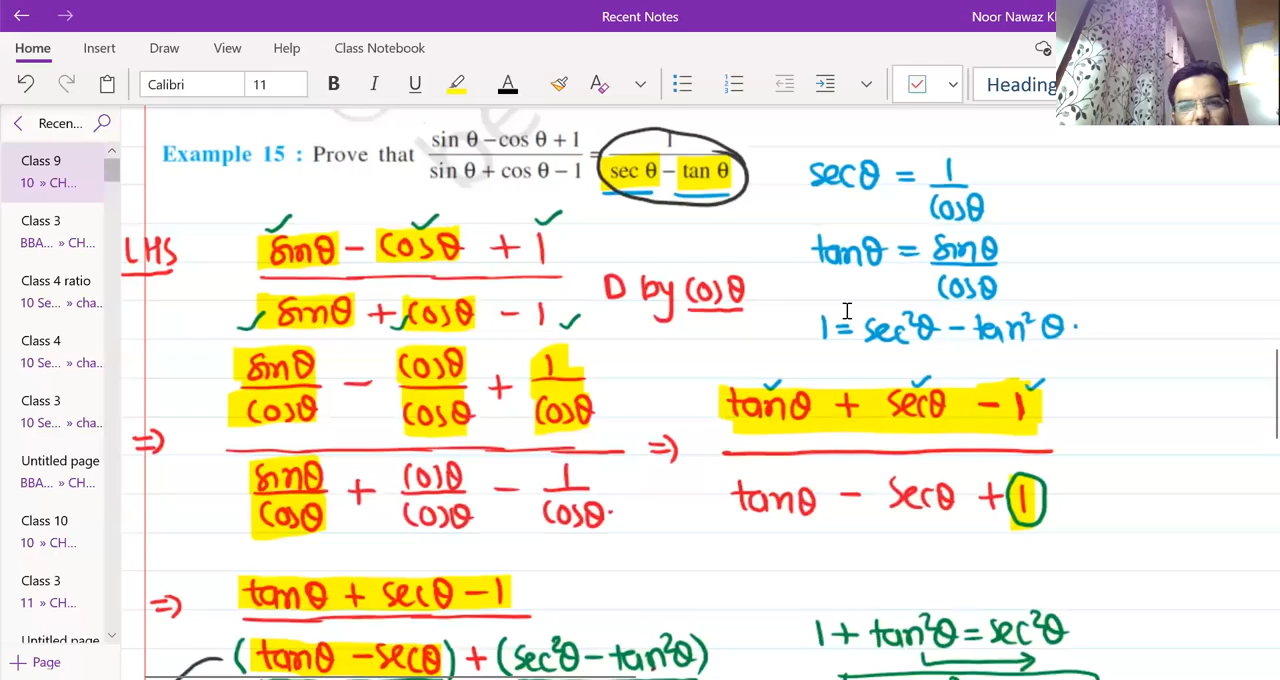 Recent Notes
Noor Nawaz
Home Insert Draw View Help Class Notebook
Calibri 11 B I U A Heading
Recen...
Class 9
10 » CH...
Class 3
BBA... » CH...
Class 4 ratio
10 Se... » cha...
Class 4
10 Se... » cha...
Class 3
10 Se... » cha..
Untitled page
BBA... » CH...
Class 10
10 » CH...
Class 3
11 » CH...
Untitled page
+ Page
Example 15 : Prove that (sin θ – cos θ + 1)/(sin θ + cos θ – 1) = 1/(sec θ – tan θ)
secθ = 1/cosθ
tanθ = sinθ/cosθ
1 = sec²θ – tan²θ.
LHS
sinθ – cosθ + 1
sinθ + cosθ – 1
D by cosθ
⇒ sinθ/cosθ – cosθ/cosθ + 1/cosθ
sinθ/cosθ + cosθ/cosθ – 1/cosθ.
⇒ tanθ + secθ – 1
tanθ – secθ + 1
⇒ tanθ + secθ – 1
(tanθ – secθ) + (sec²θ – tan²θ)
1 + tan²θ = sec²θ